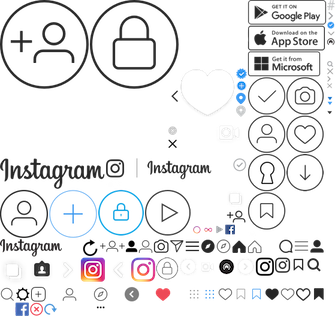 GET IT ON
Google Play
Download on the
App Store
Get it from
Microsoft
Instagram
Instagram
Instagram